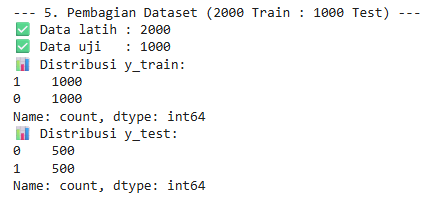 --- 5. Pembagian Dataset (2000 Train : 1000 Test) ---
✅ Data latih : 2000
✅ Data uji   : 1000
📊 Distribusi y_train:
1    1000
0    1000
Name: count, dtype: int64
📊 Distribusi y_test:
0    500
1    500
Name: count, dtype: int64